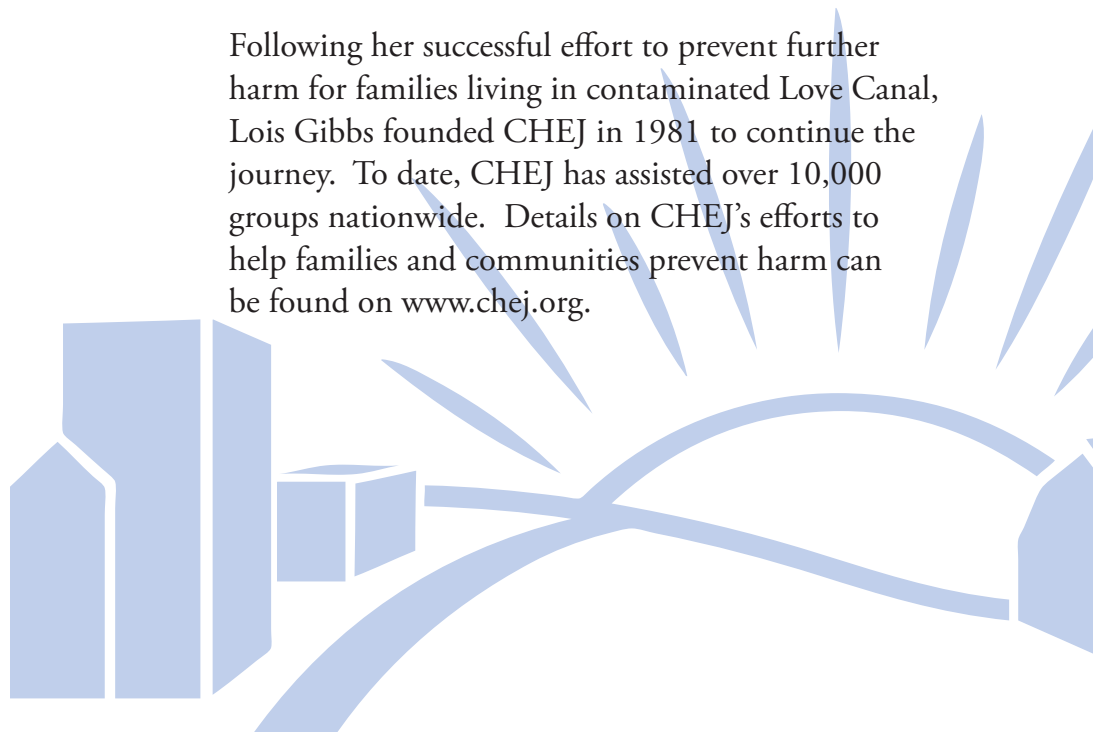 Following her successful effort to prevent further
harm for families living in contaminated Love Canal,
Lois Gibbs founded CHEJ in 1981 to continue the
journey.  To date, CHEJ has assisted over 10,000
groups nationwide.  Details on CHEJ’s efforts to
help families and communities prevent harm can
be found on www.chej.org.